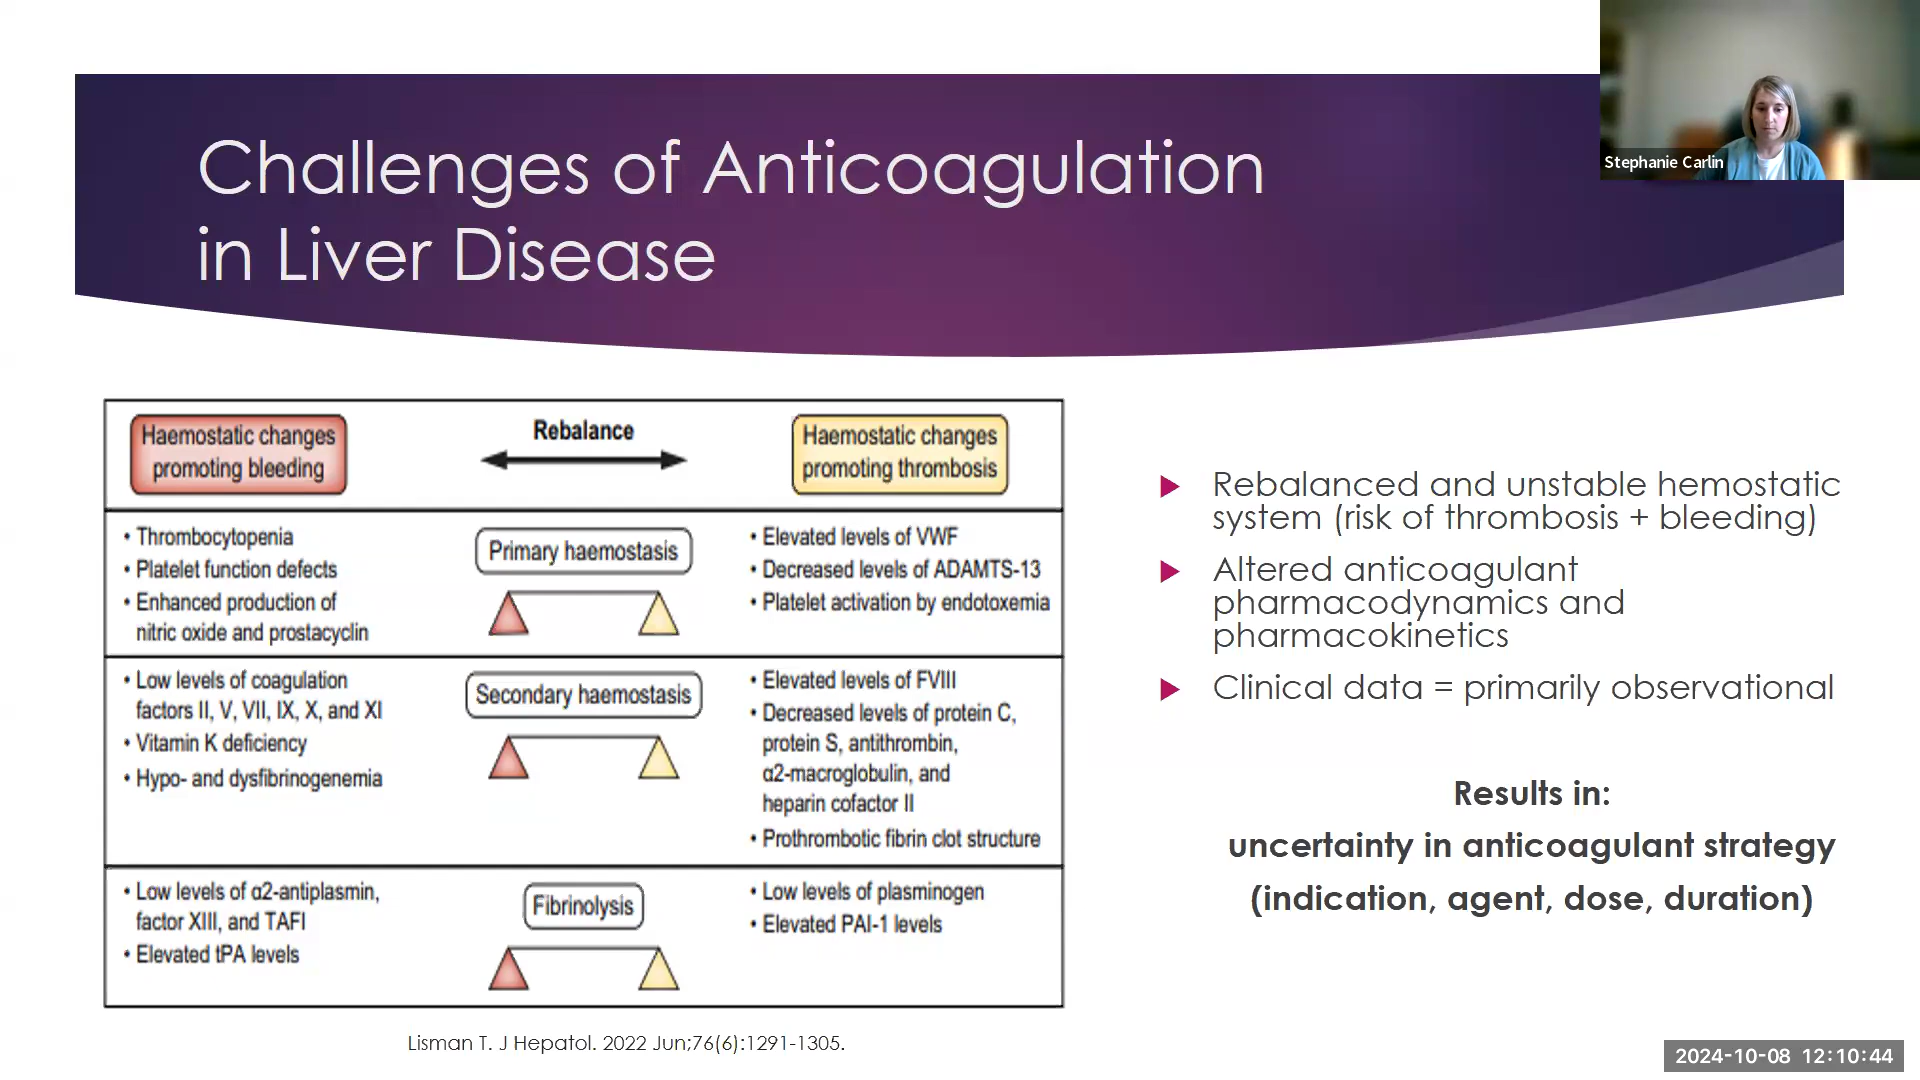 Stephanie Carlin
Challenges of Anticoagulation
in Liver Disease
Haemostatic changes
promoting bleeding
Rebalance
Haemostatic changes
promoting thrombosis
• Thrombocytopenia
• Platelet function defects
• Enhanced production of
nitric oxide and prostacyclin
Primary haemostasis
• Elevated levels of VWF
• Decreased levels of ADAMTS-13
• Platelet activation by endotoxemia
• Low levels of coagulation
factors II, V, VII, IX, X, and XI
• Vitamin K deficiency
• Hypo- and dysfibrinogenemia
Secondary haemostasis
• Elevated levels of FVIII
• Decreased levels of protein C,
protein S, antithrombin,
α2-macroglobulin, and
heparin cofactor II
• Prothrombotic fibrin clot structure
• Low levels of α2-antiplasmin,
factor XIII, and TAFI
• Elevated tPA levels
Fibrinolysis
• Low levels of plasminogen
• Elevated PAI-1 levels
Lisman T. J Hepatol. 2022 Jun;76(6):1291-1305.
Rebalanced and unstable hemostatic
system (risk of thrombosis + bleeding)
Altered anticoagulant
pharmacodynamics and
pharmacokinetics
Clinical data = primarily observational
Results in:
uncertainty in anticoagulant strategy
(indication, agent, dose, duration)
2024-10-08 12:10:44